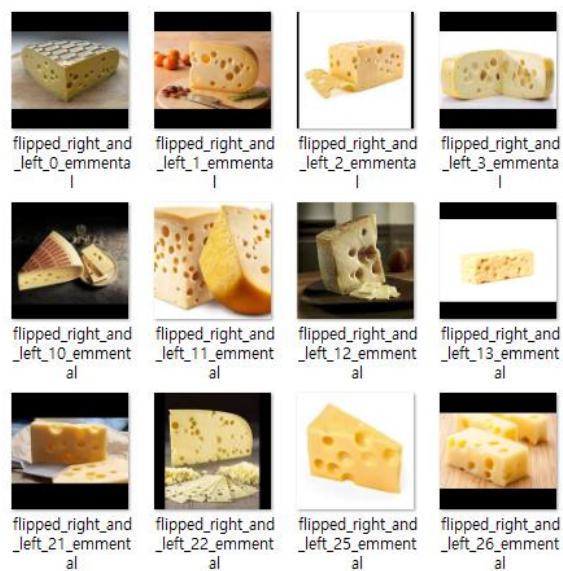 flipped_right_and
_left_0_emmenta
l
flipped_right_and
_left_1_emmenta
l
flipped_right_and
_left_2_emmenta
l
flipped_right_and
_left_3_emmenta
l
flipped_right_and
_left_10_emment
al
flipped_right_and
_left_11_emment
al
flipped_right_and
_left_12_emment
al
flipped_right_and
_left_13_emment
al
flipped_right_and
_left_21_emment
al
flipped_right_and
_left_22_emment
al
flipped_right_and
_left_25_emment
al
flipped_right_and
_left_26_emment
al